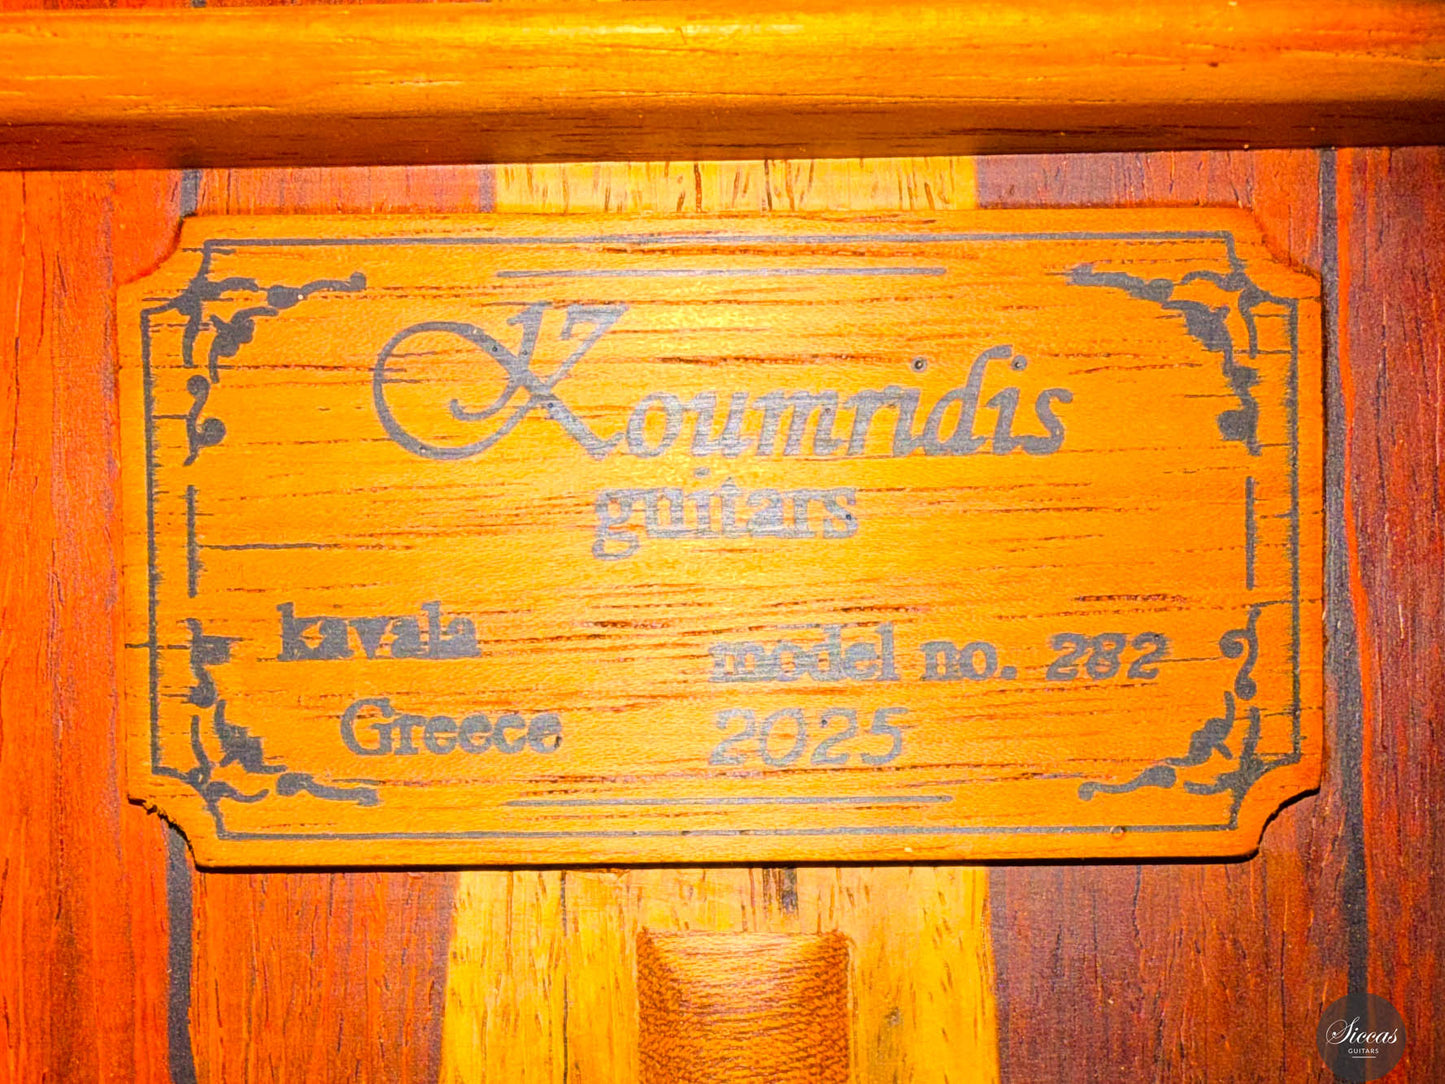 Koumridis
guitars
kavala
Greece
model no. 282
2025
Siccas
GUITARS